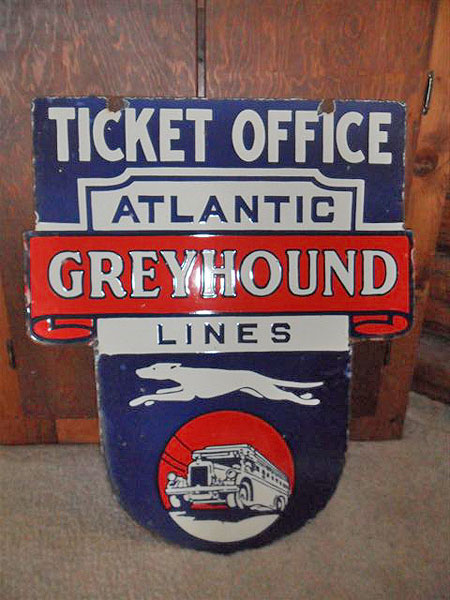 TICKET OFFICE
ATLANTIC
GREYHOUND
LINES